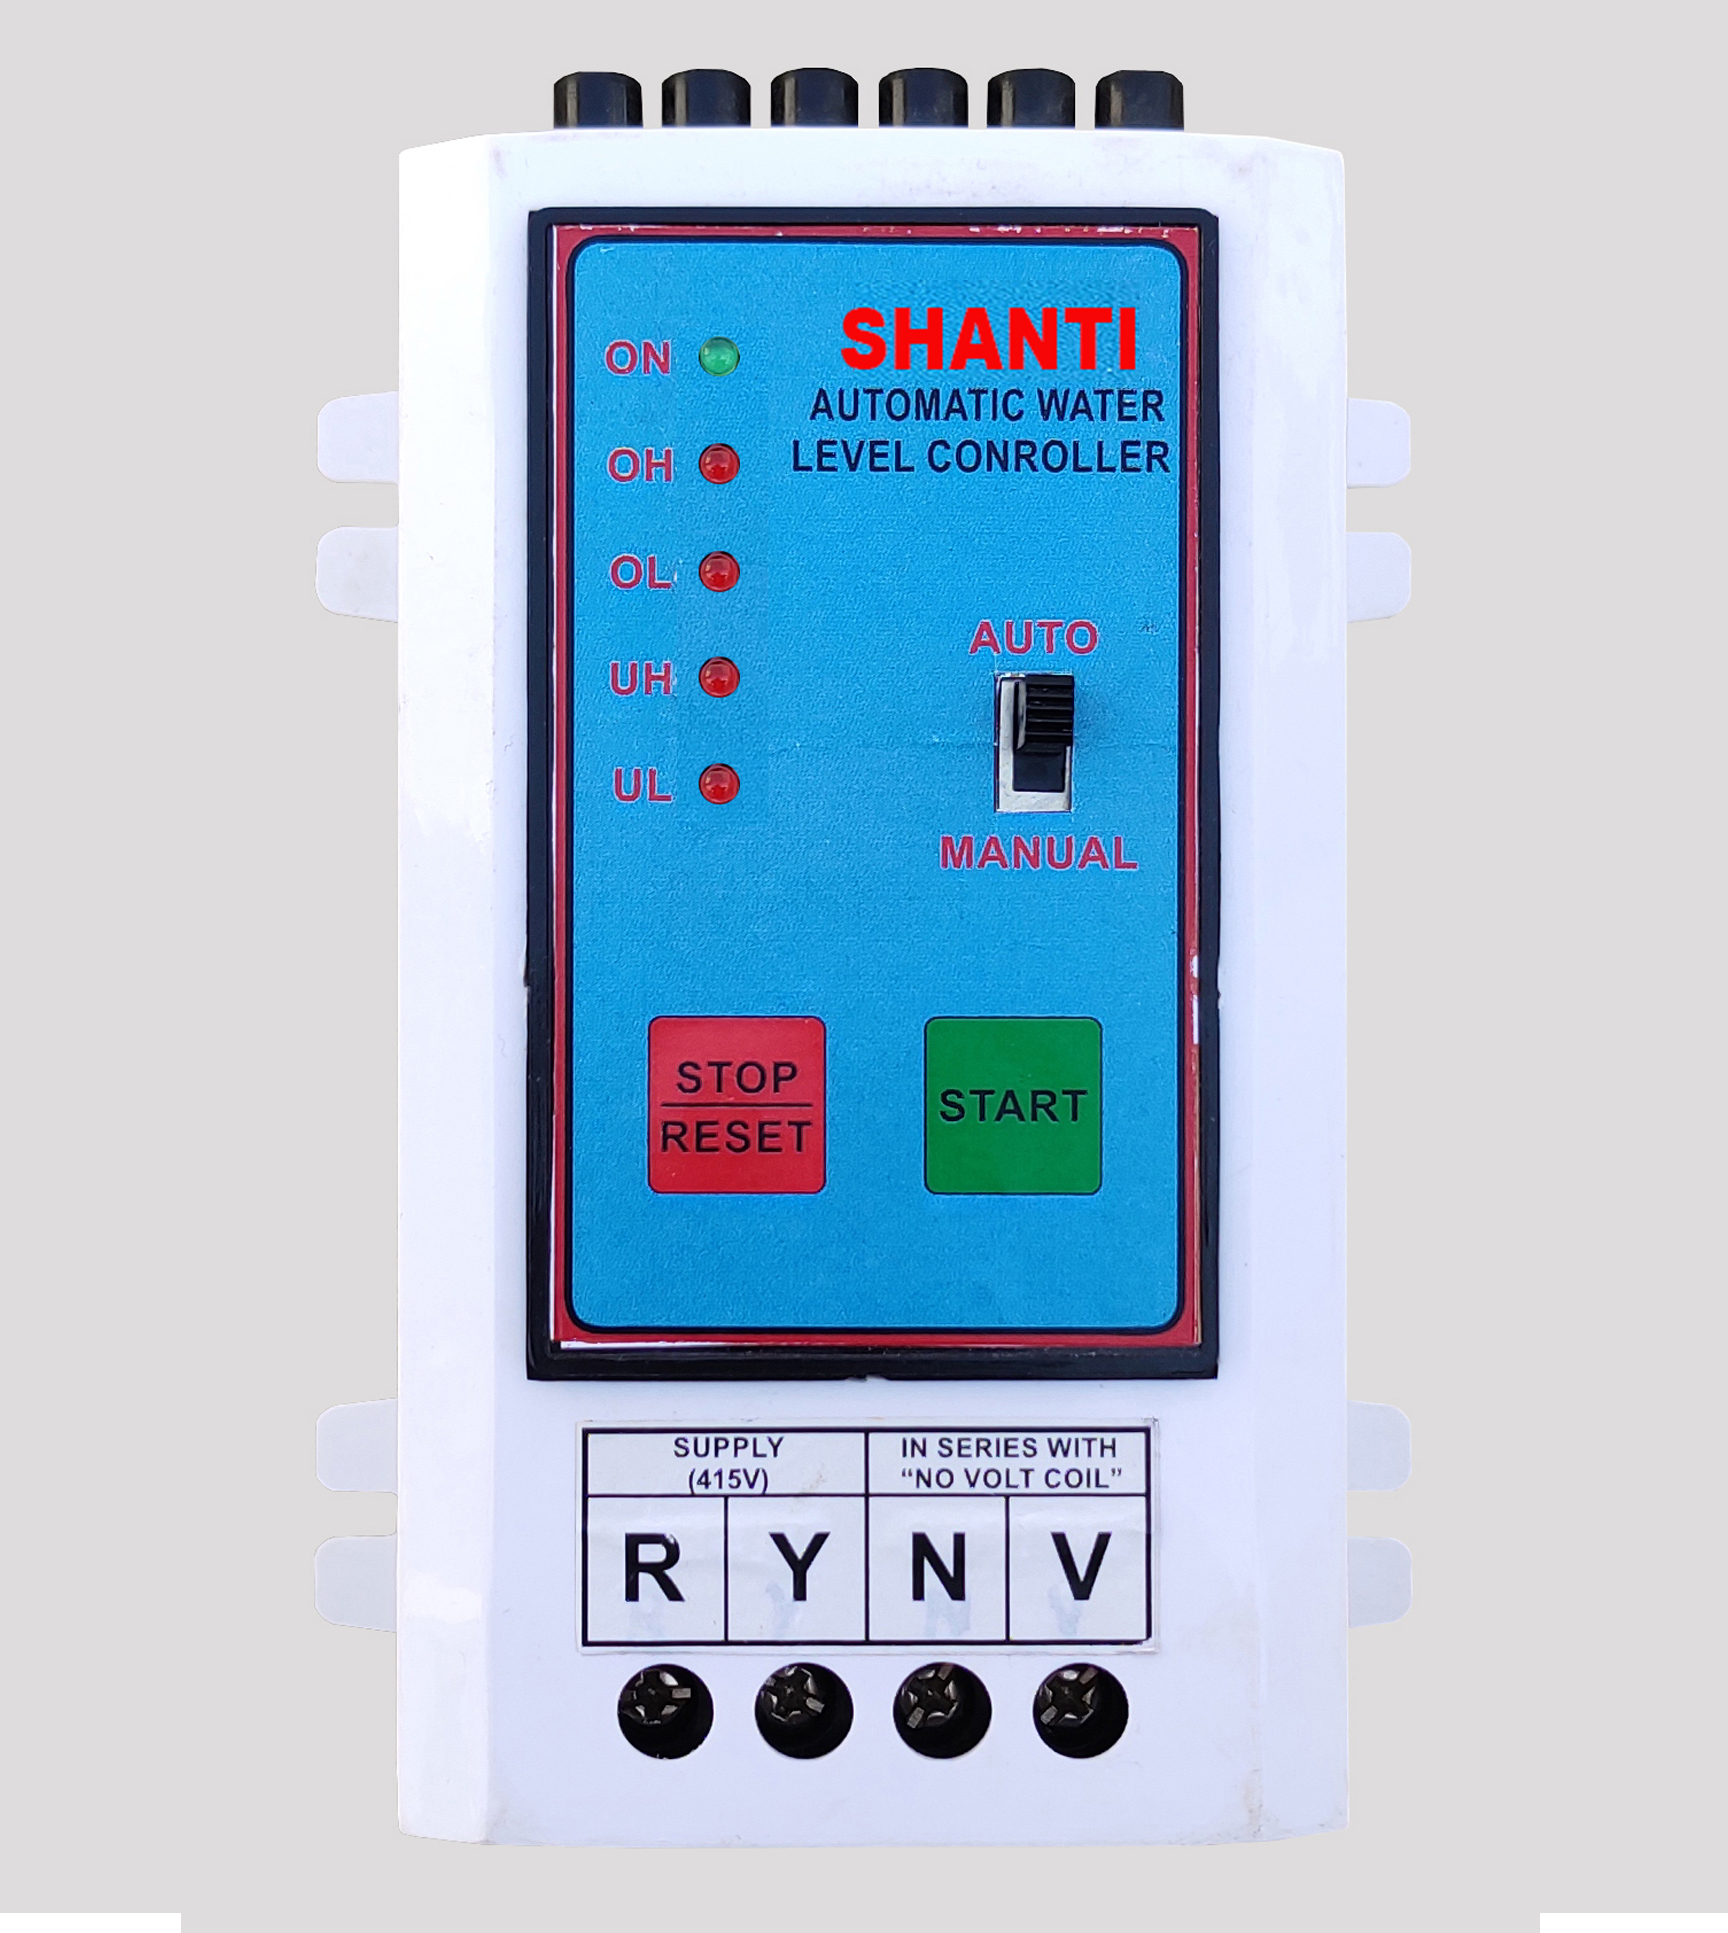 SHANTI
AUTOMATIC WATER
LEVEL CONROLLER
ON
OH
OL
UH
UL
AUTO
MANUAL
STOP
RESET
START
SUPPLY
(415V)
IN SERIES WITH
“NO VOLT COIL”
R Y N V